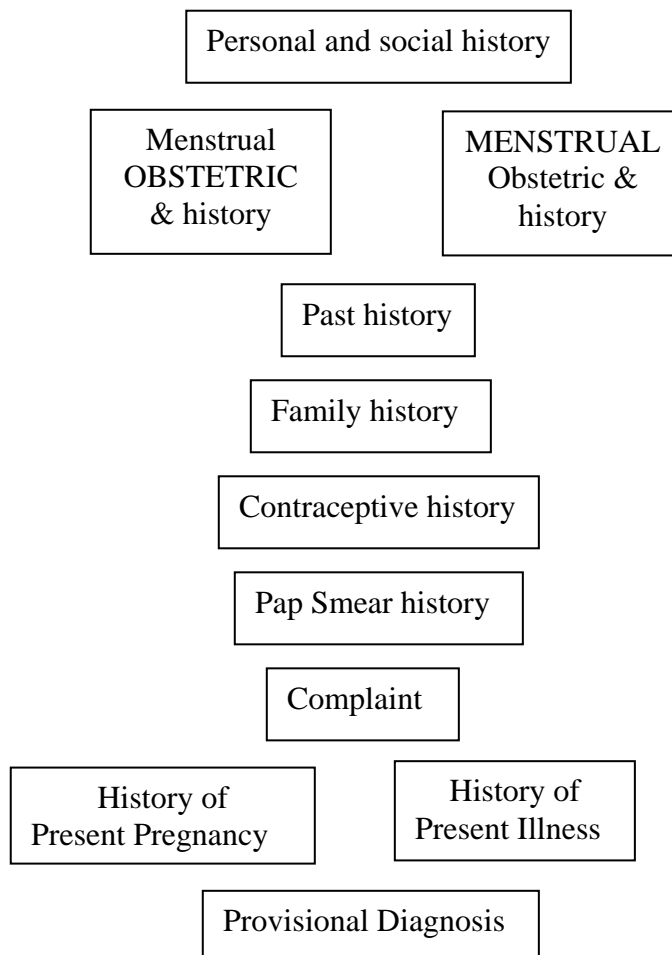 Personal and social history
Menstrual
OBSTETRIC
& history
MENSTRUAL
Obstetric &
history
Past history
Family history
Contraceptive history
Pap Smear history
Complaint
History of
Present Pregnancy
History of
Present Illness
Provisional Diagnosis